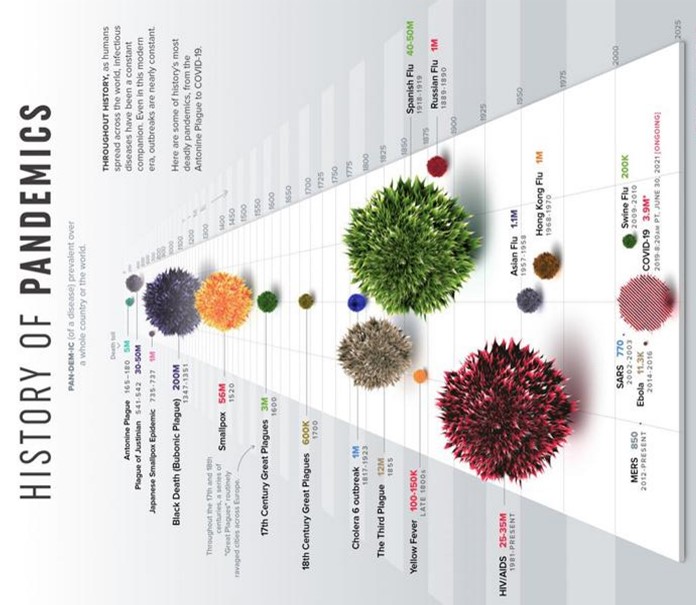 HISTORY OF PANDEMICS
PAN·DEM·IC (of a disease) prevalent over
a whole country or the world.
THROUGHOUT HISTORY, as humans
spread across the world, infectious
diseases have been a constant
companion. Even in this modern
era, outbreaks are nearly constant.
Here are some of history's most
deadly pandemics, from the
Antonine Plague to COVID-19.
Death toll
Antonine Plague 5M
165-180
Plague of Justinian 30-50M
541-542
Japanese Smallpox Epidemic 1M
735-737
Black Death (Bubonic Plague) 200M
1347-1351
Smallpox 56M
1520
Throughout the 17th and 18th
centuries, a series of
"Great Plagues" routinely
ravaged cities across Europe.
17th Century Great Plagues 3M
1600
18th Century Great Plagues 600K
1700
Cholera 6 outbreak 1M
1817-1923
The Third Plague 12M
1855
Yellow Fever 100-150K
LATE 1800s
Russian Flu 1M
1889-1890
Spanish Flu 40-50M
1918-1919
Asian Flu 1.1M
1957-1958
Hong Kong Flu 1M
1968-1970
HIV/AIDS 25-35M
1981-PRESENT
SARS 770
2002-2003
Swine Flu 200K
2009-2010
Ebola 11.3K
2014-2016
MERS 850
2012-PRESENT
COVID-19 3.9M*
2019-8:20AM PT, JUNE 30, 2021 [ONGOING]
1200
1300
1400
1450
1500
1550
1600
1650
1700
1725
1750
1775
1800
1825
1850
1875
1900
1925
1950
1975
2000
2025